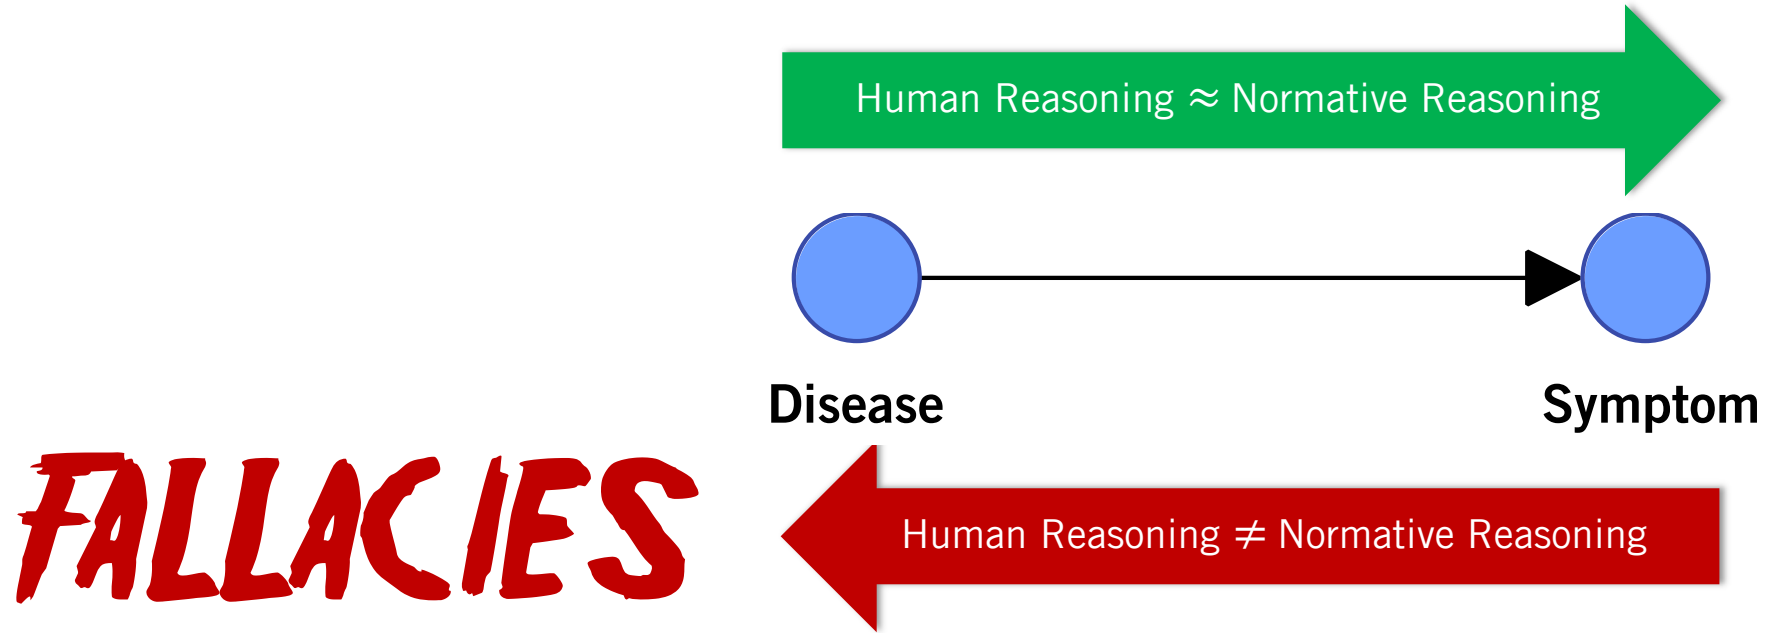 Human Reasoning ≈ Normative Reasoning
Disease
Symptom
FALLACIES
Human Reasoning ≠ Normative Reasoning